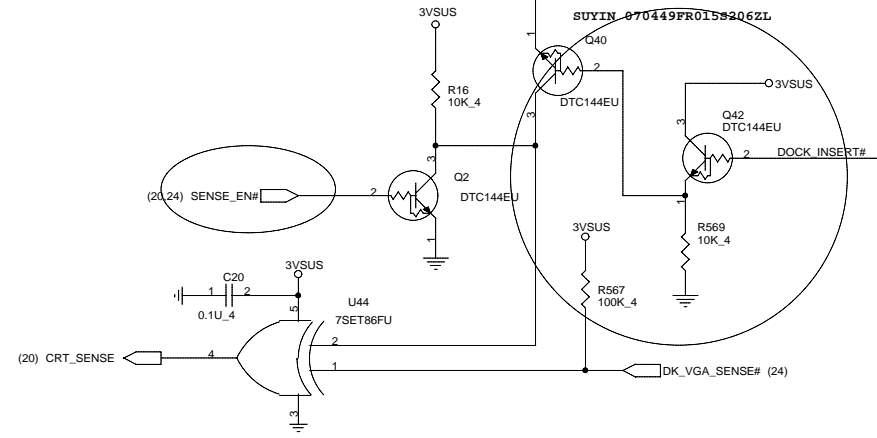 3VSUS
SUYIN 070449FR015S206ZL
1
Q40
2
R16
10K_4
DTC144EU
3VSUS
3
3
Q42
DTC144EU
2
DOCK_INSERT#
3
Q2
(20,24) SENSE_EN#
2
DTC144EU
1
1
R569
10K_4
3VSUS
3VSUS
C20
1
2
0.1U_4
5
U44
7SET86FU
R567
100K_4
2
(20) CRT_SENSE
4
1
DK_VGA_SENSE# (24)
3